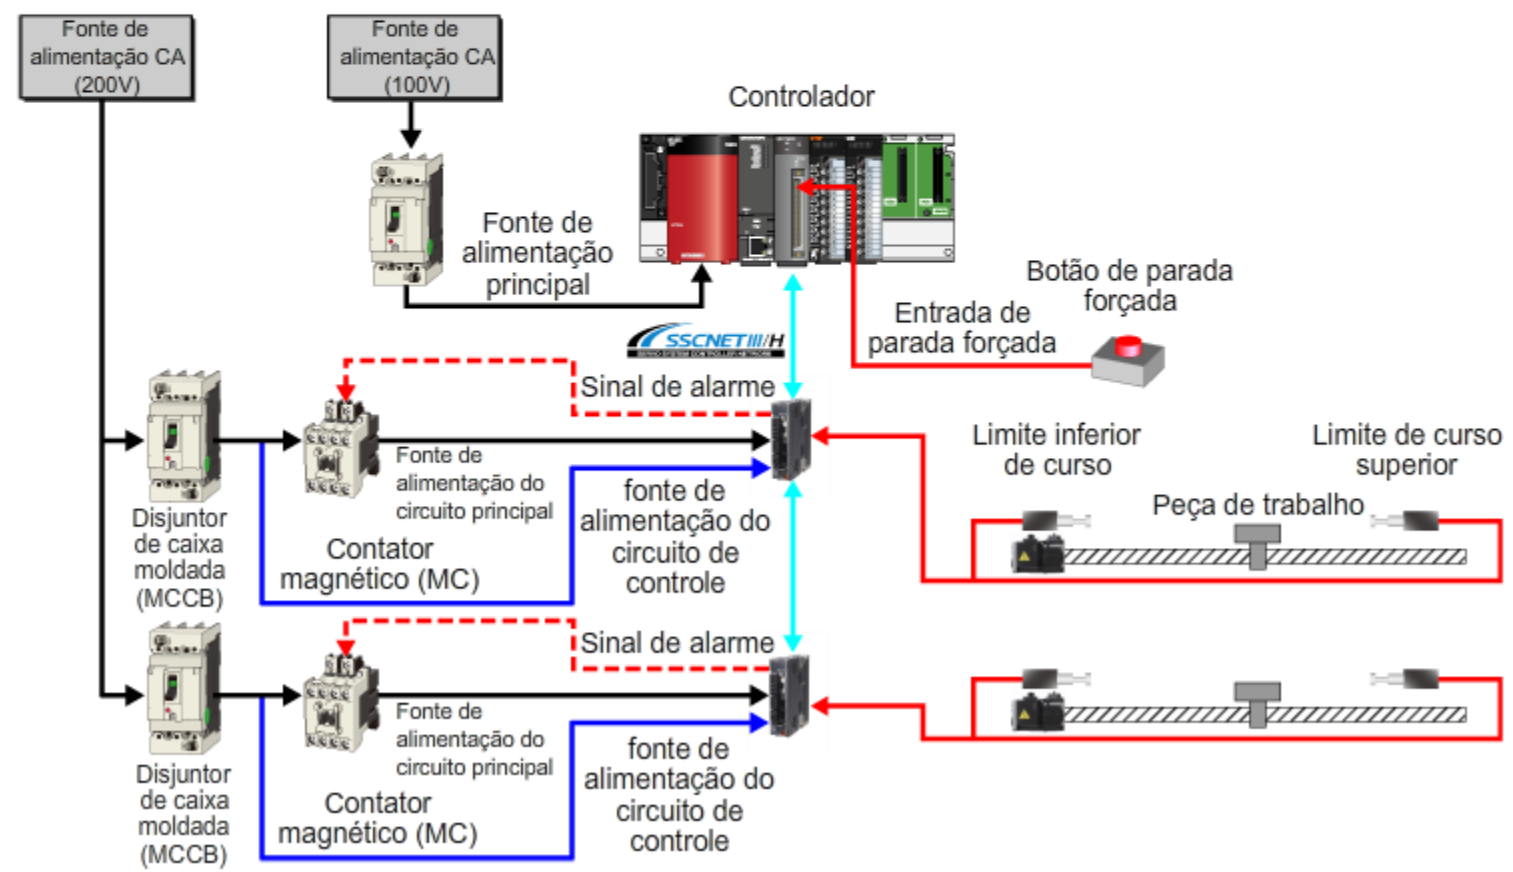 Fonte de
alimentação CA
(200V)
Fonte de
alimentação CA
(100V)
Controlador
Fonte de
alimentação
principal
Botão de parada
forçada
Entrada de
parada forçada
SSCNETIII/H
SERVO SYSTEM CONTROLLER NETWORK
Sinal de alarme
Limite inferior
de curso
Limite de curso
superior
Peça de trabalho
Fonte de
alimentação do
circuito principal
fonte de
alimentação do
circuito de
controle
Disjuntor
de caixa
moldada
(MCCB)
Contator
magnético (MC)
Sinal de alarme
Fonte de
alimentação do
circuito principal
fonte de
alimentação do
circuito de
controle
Disjuntor
de caixa
moldada
(MCCB)
Contator
magnético (MC)